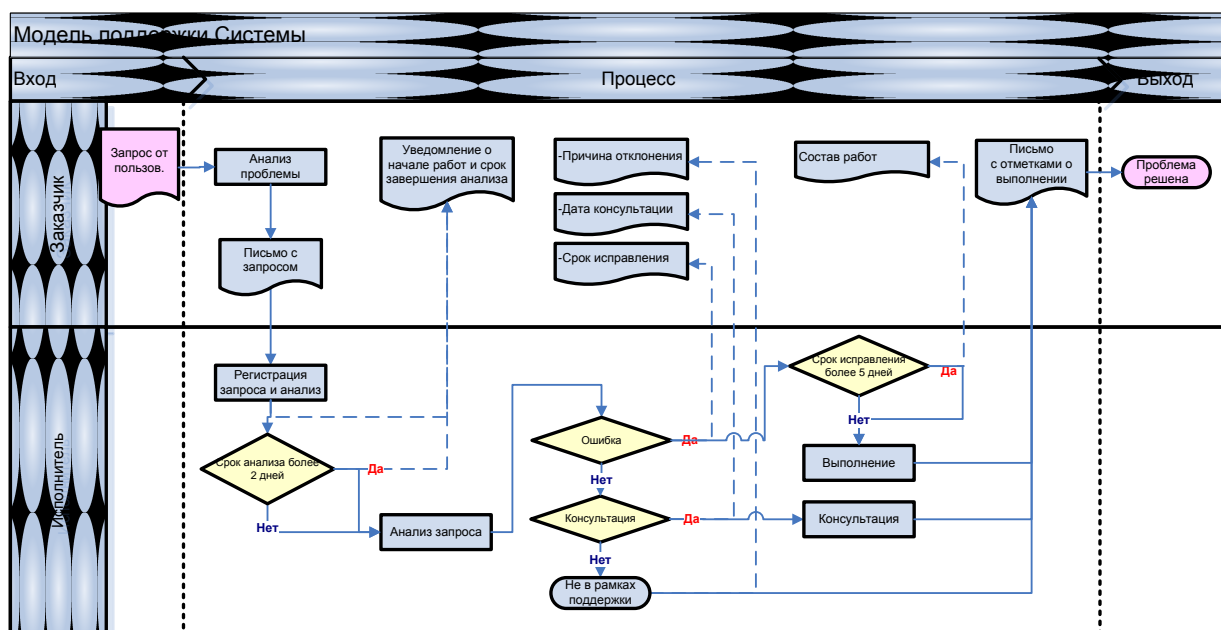 Модель поддержки Системы
Вход
Процесс
Выход
Заказчик
Запрос от
пользов.
Анализ
проблемы
Уведомление о
начале работ и срок
завершения анализа
-Причина отклонения
-Дата консультации
-Срок исправления
Состав работ
Письмо
с отметками о
выполнении
Проблема
решена
Письмо с
запросом
Исполнитель
Регистрация
запроса и анализ
Срок анализа более
2 дней
Да
Нет
Анализ запроса
Ошибка
Да
Нет
Консультация
Да
Нет
Не в рамках
поддержки
Срок исправления
более 5 дней
Да
Нет
Выполнение
Консультация